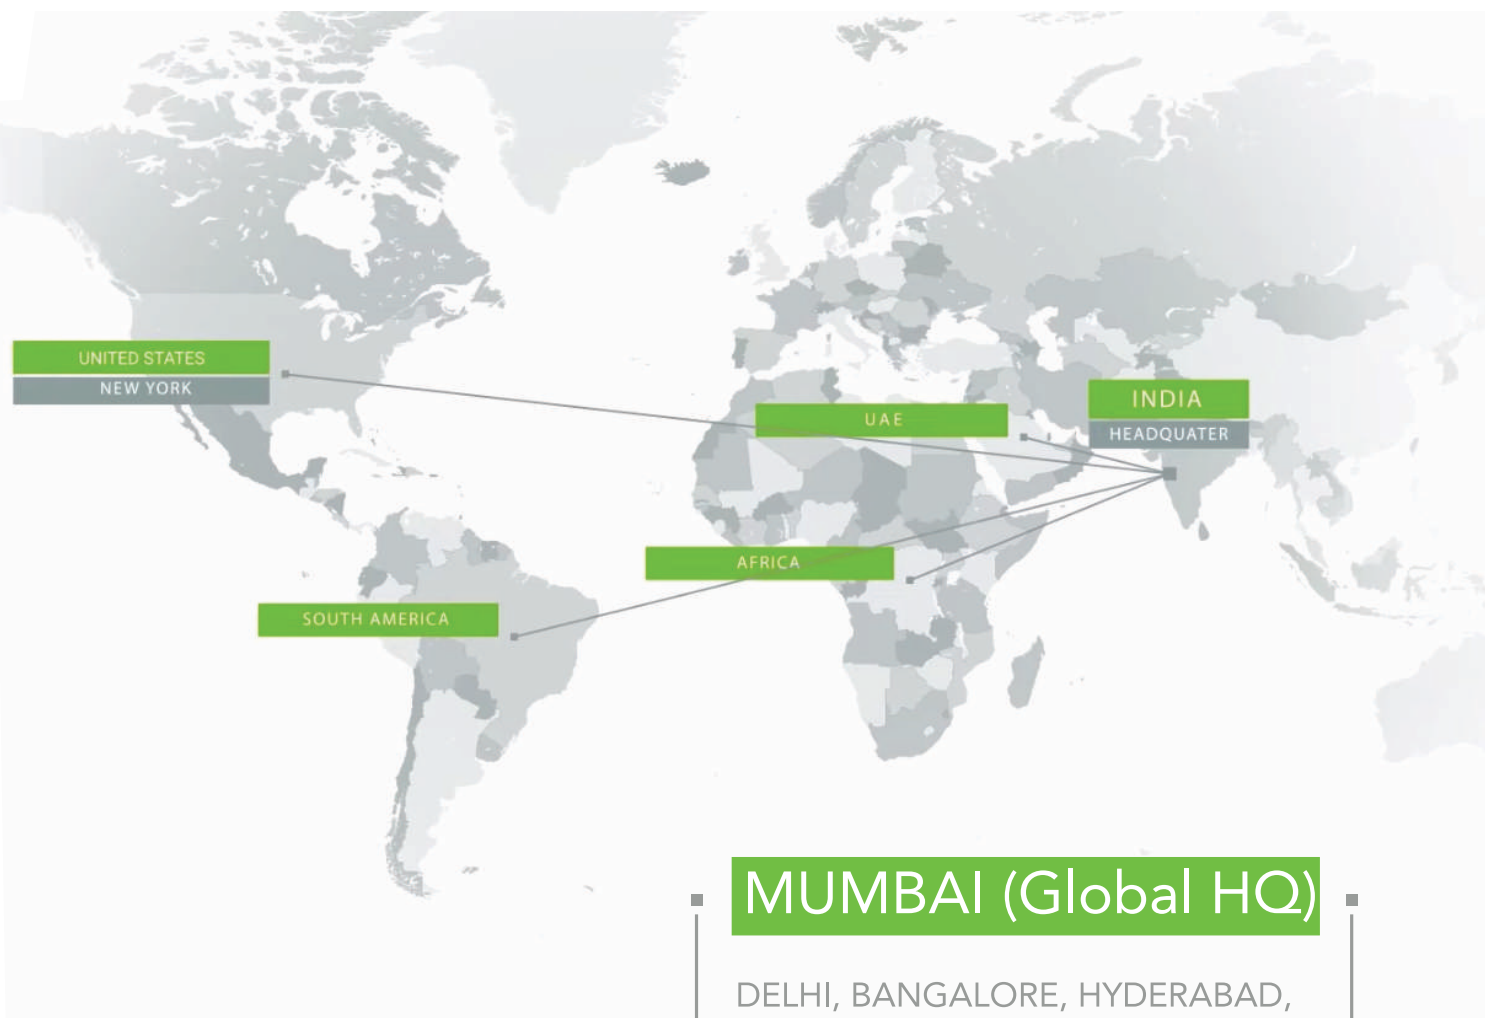 UNITED STATES
NEW YORK
INDIA
HEADQUATER
UAE
AFRICA
SOUTH AMERICA
MUMBAI (Global HQ)
DELHI, BANGALORE, HYDERABAD,